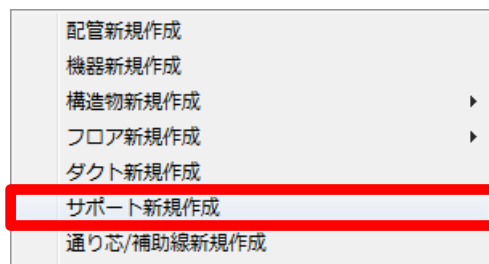 配管新規作成
機器新規作成
構造物新規作成
フロア新規作成
ダクト新規作成
サポート新規作成
通り芯/補助線新規作成